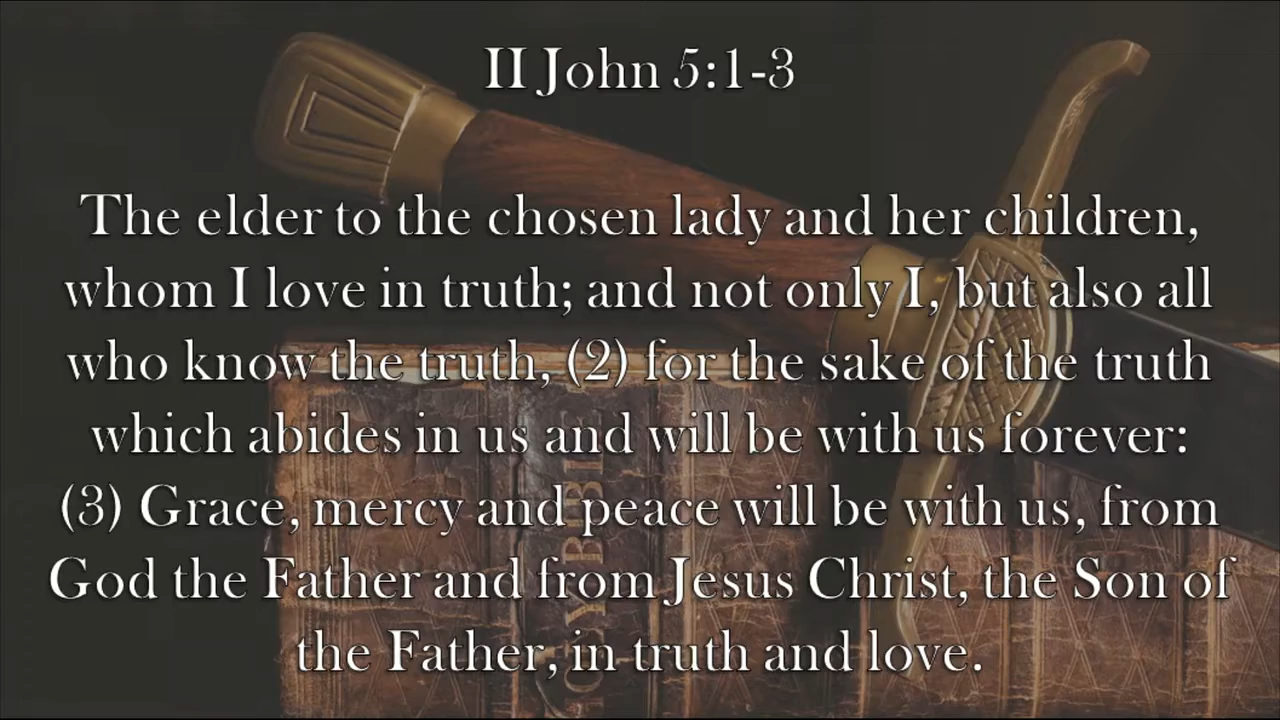 II John 5:1-3
The elder to the chosen lady and her children,
whom I love in truth; and not only I, but also all
who know the truth, (2) for the sake of the truth
which abides in us and will be with us forever:
(3) Grace, mercy and peace will be with us, from
God the Father and from Jesus Christ, the Son of
the Father, in truth and love.